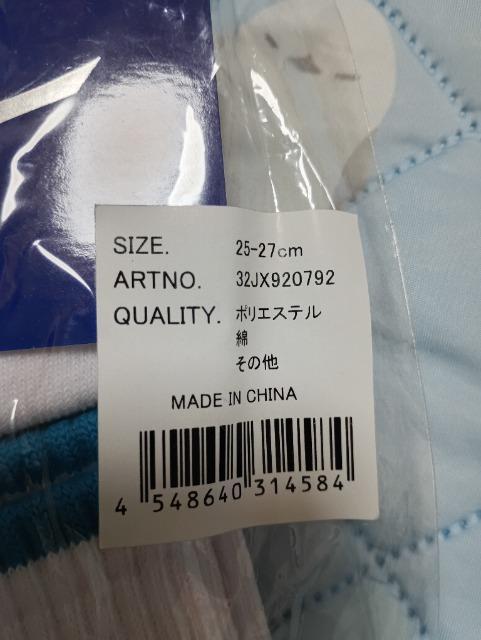 SIZE. 25-27cm
ARTNO. 32JX920792
QUALITY. ポリエステル
綿
その他
MADE IN CHINA
4 548640 314584